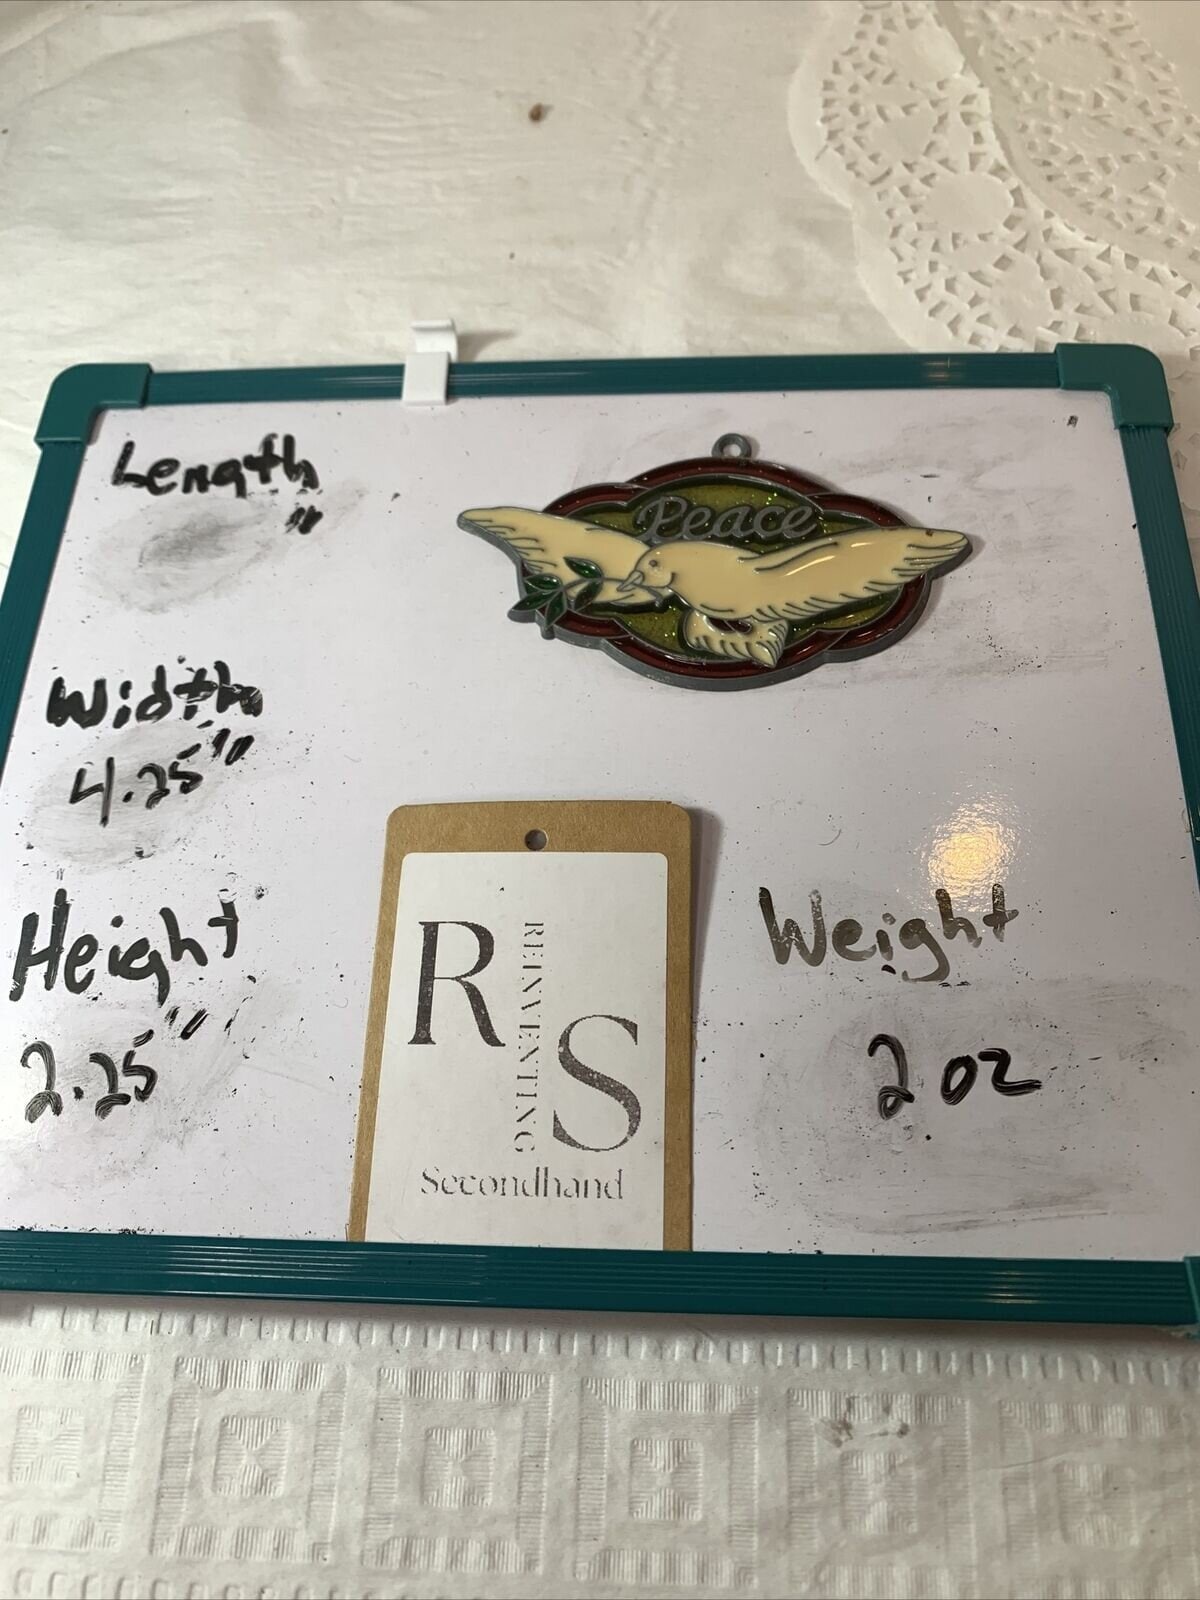 Peace
Length
"
Width
4.25"
Height
2.25"
Weight
2 oz
R
REINVENTING
S
Secondhand